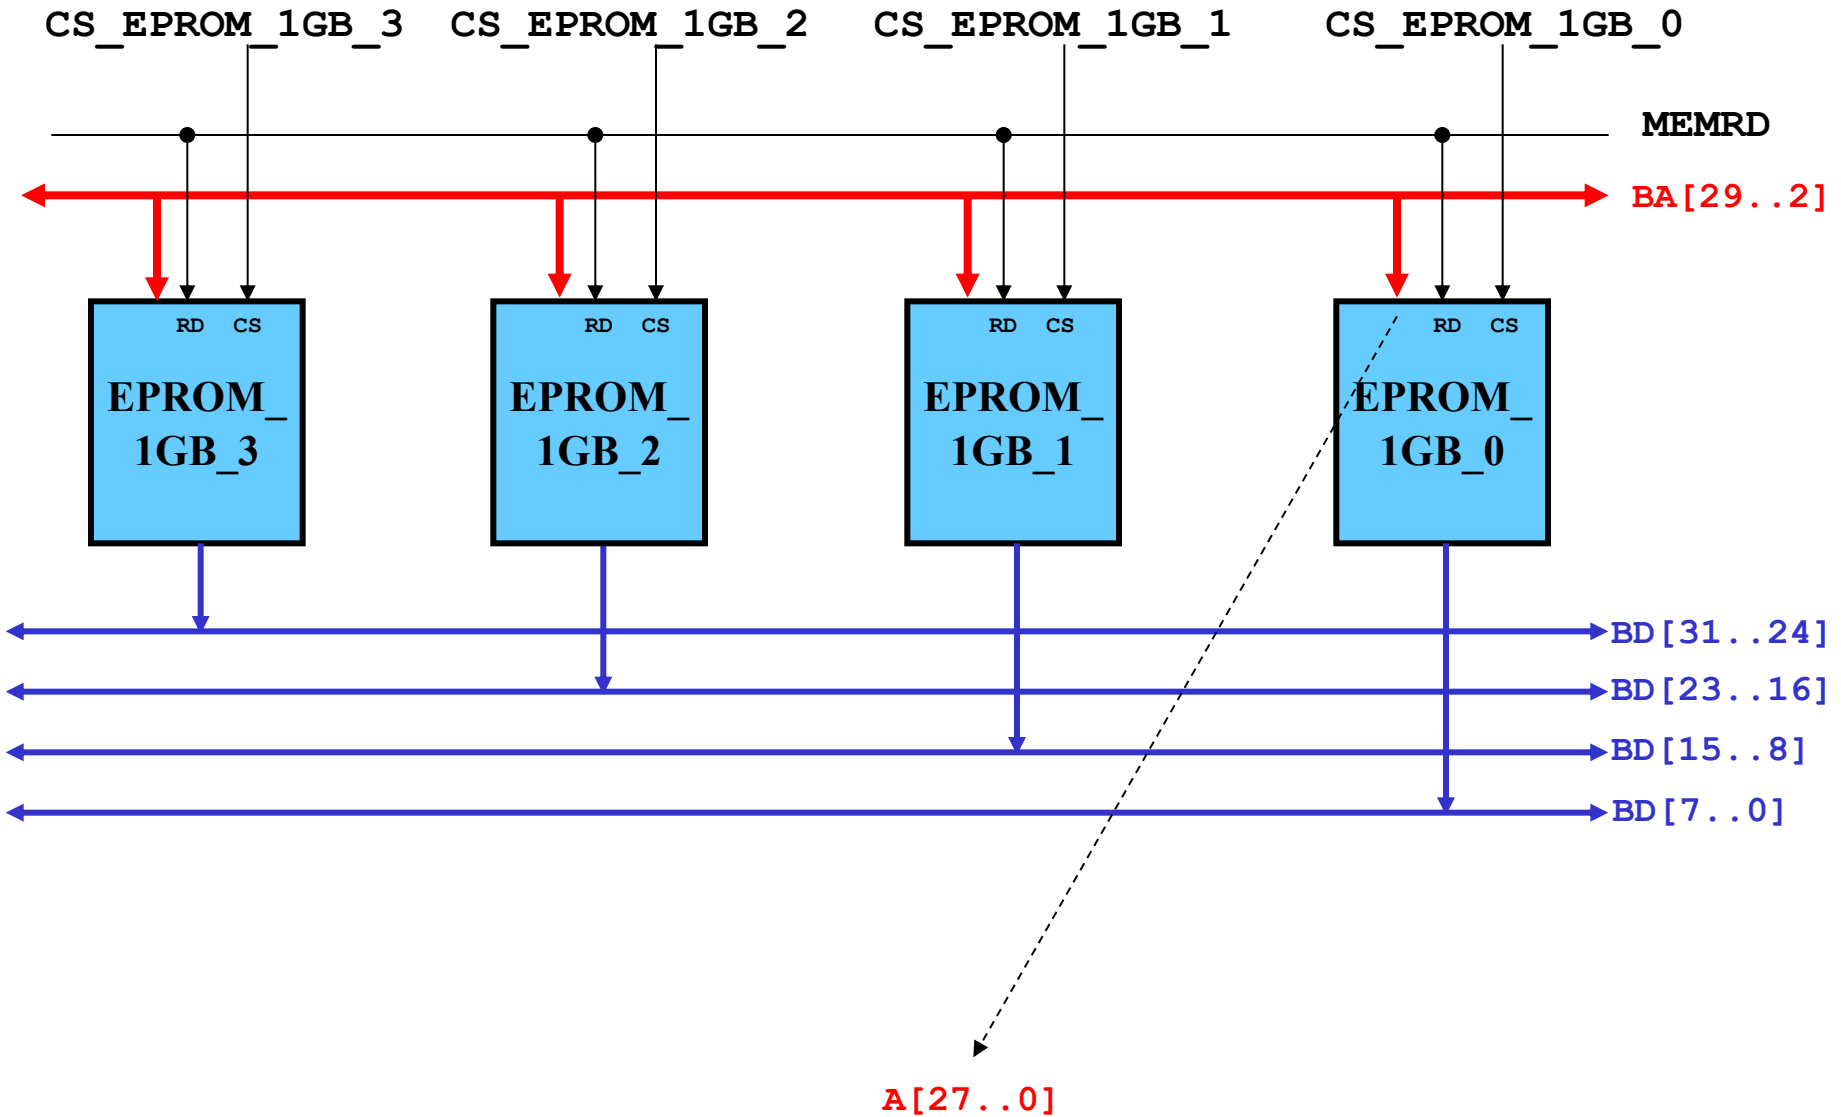 CS_EPROM_1GB_3 CS_EPROM_1GB_2 CS_EPROM_1GB_1 CS_EPROM_1GB_0
MEMRD
BA[29..2]
RD CS RD CS RD CS RD CS
EPROM_ EPROM_ EPROM_ EPROM_
1GB_3 1GB_2 1GB_1 1GB_0
BD[31..24]
BD[23..16]
BD[15..8]
BD[7..0]
A[27..0]